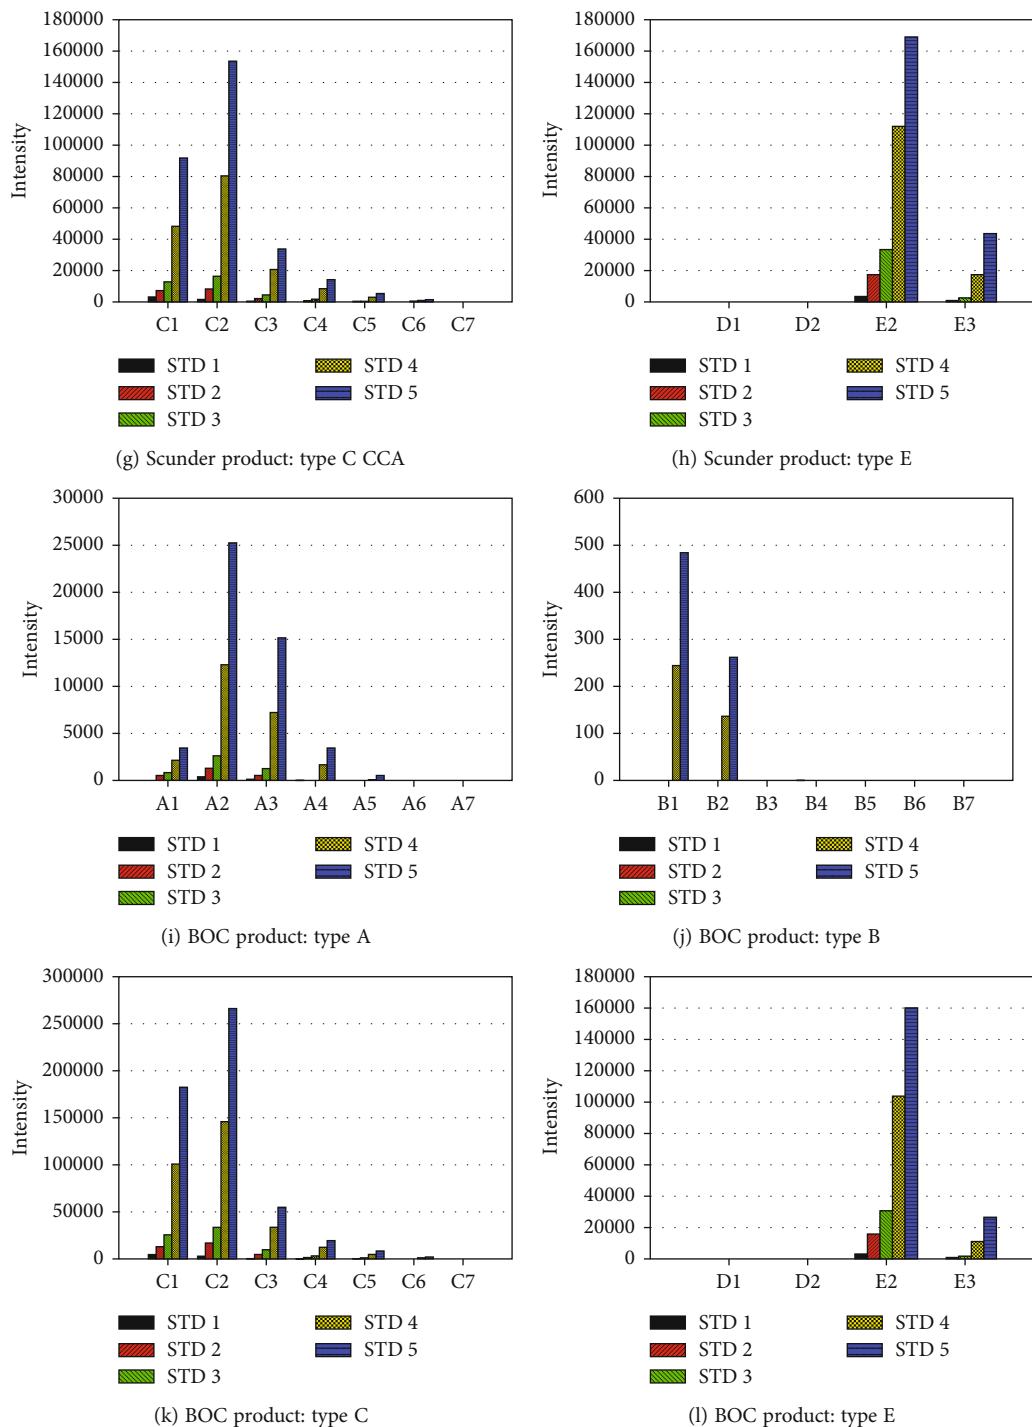 180000
160000
140000
120000
100000
80000
60000
40000
20000
0
Intensity
C1 C2 C3 C4 C5 C6 C7
STD 1 STD 4
STD 2 STD 5
STD 3
(g) Scunder product: type C CCA
180000
160000
140000
120000
100000
80000
60000
40000
20000
0
Intensity
D1 D2 E2 E3
STD 1 STD 4
STD 2 STD 5
STD 3
(h) Scunder product: type E
30000
25000
20000
15000
10000
5000
0
Intensity
A1 A2 A3 A4 A5 A6 A7
STD 1 STD 4
STD 2 STD 5
STD 3
(i) BOC product: type A
600
500
400
300
200
100
0
Intensity
B1 B2 B3 B4 B5 B6 B7
STD 1 STD 4
STD 2 STD 5
STD 3
(j) BOC product: type B
300000
250000
200000
150000
100000
50000
0
Intensity
C1 C2 C3 C4 C5 C6 C7
STD 1 STD 4
STD 2 STD 5
STD 3
(k) BOC product: type C
180000
160000
140000
120000
100000
80000
60000
40000
20000
0
Intensity
D1 D2 E2 E3
STD 1 STD 4
STD 2 STD 5
STD 3
(l) BOC product: type E